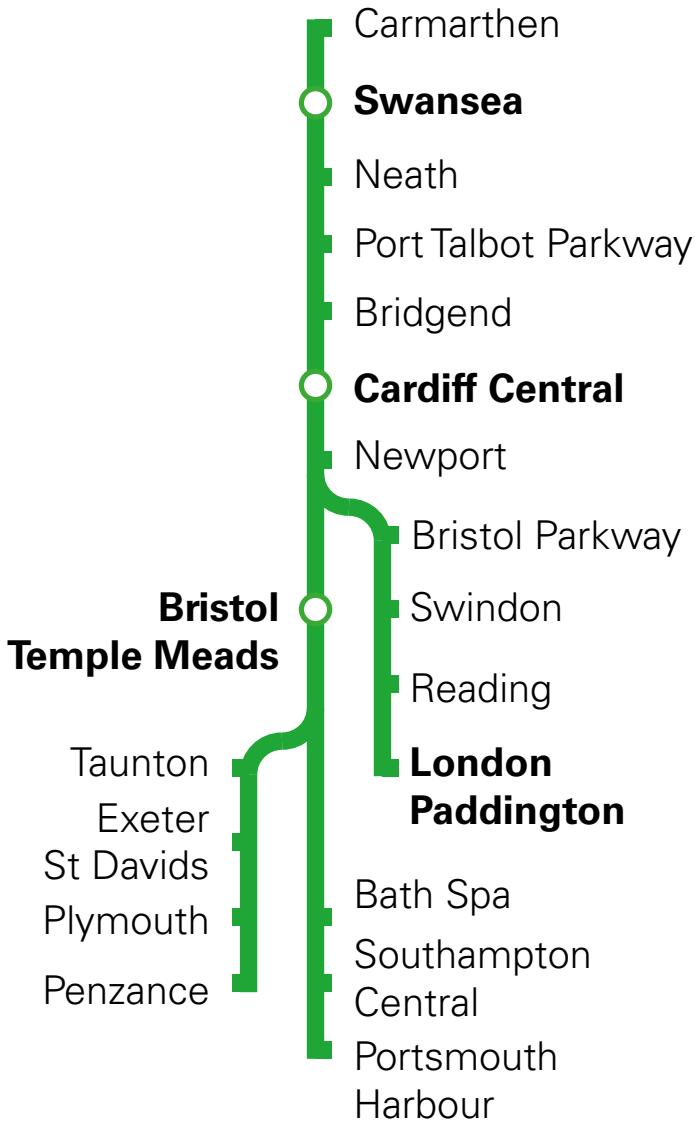 Carmarthen
Swansea
Neath
Port Talbot Parkway
Bridgend
Cardiff Central
Newport
Bristol Parkway
Swindon
Reading
London
Paddington
Bristol
Temple Meads
Taunton
Exeter
St Davids
Plymouth
Penzance
Bath Spa
Southampton
Central
Portsmouth
Harbour